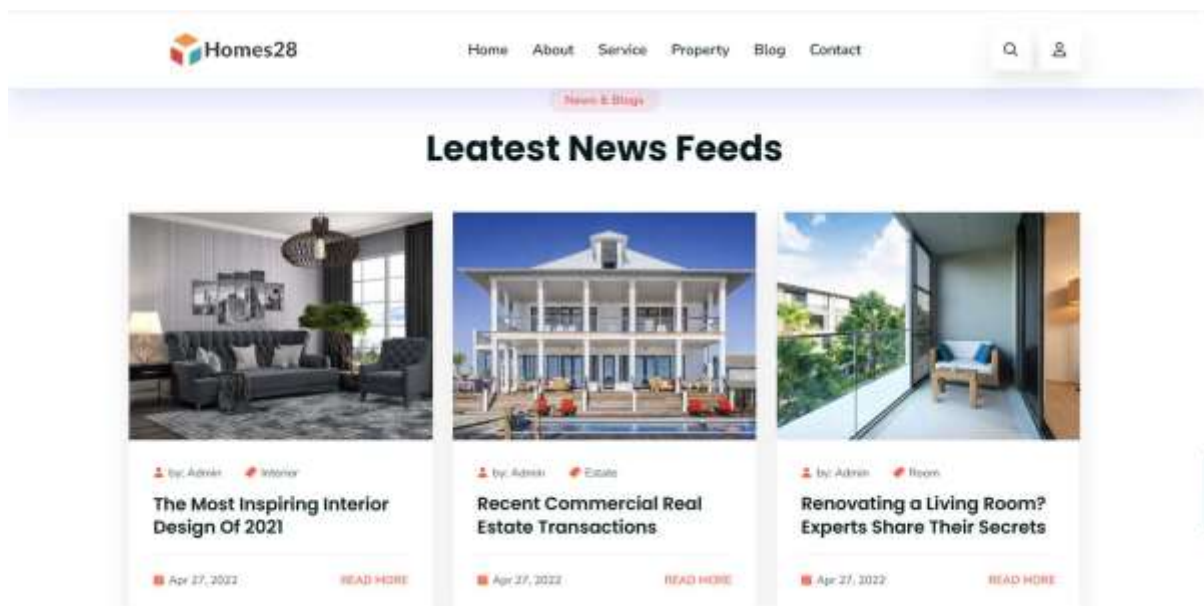 Homes28
Home About Service Property Blog Contact
News & Blogs
Leatest News Feeds
by: Admin Interior
The Most Inspiring Interior
Design Of 2021
Apr 27, 2022 READ MORE
by: Admin Estate
Recent Commercial Real
Estate Transactions
Apr 27, 2022 READ MORE
by: Admin Room
Renovating a Living Room?
Experts Share Their Secrets
Apr 27, 2022 READ MORE